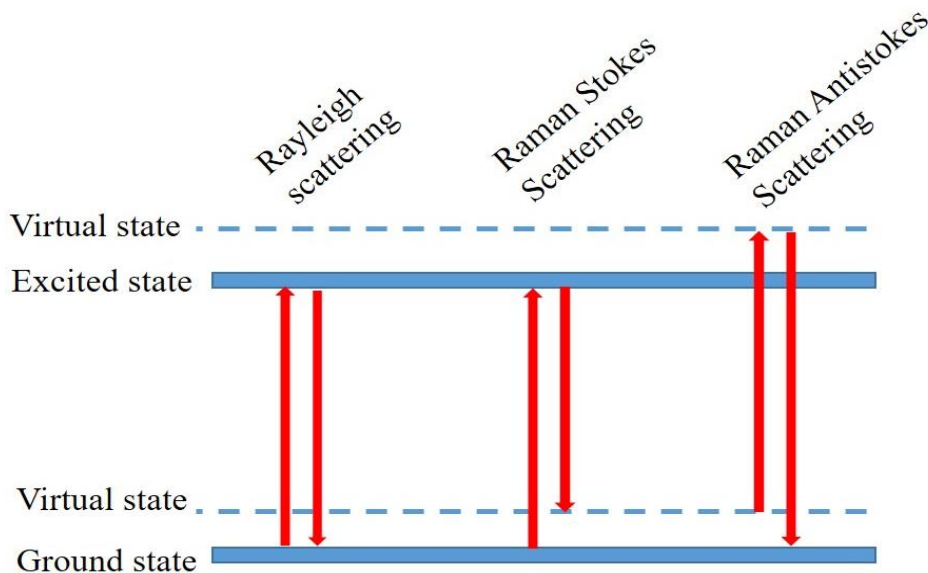 Rayleigh
scattering
Raman Stokes
Scattering
Raman Antistokes
Scattering
Virtual state
Excited state
Virtual state
Ground state